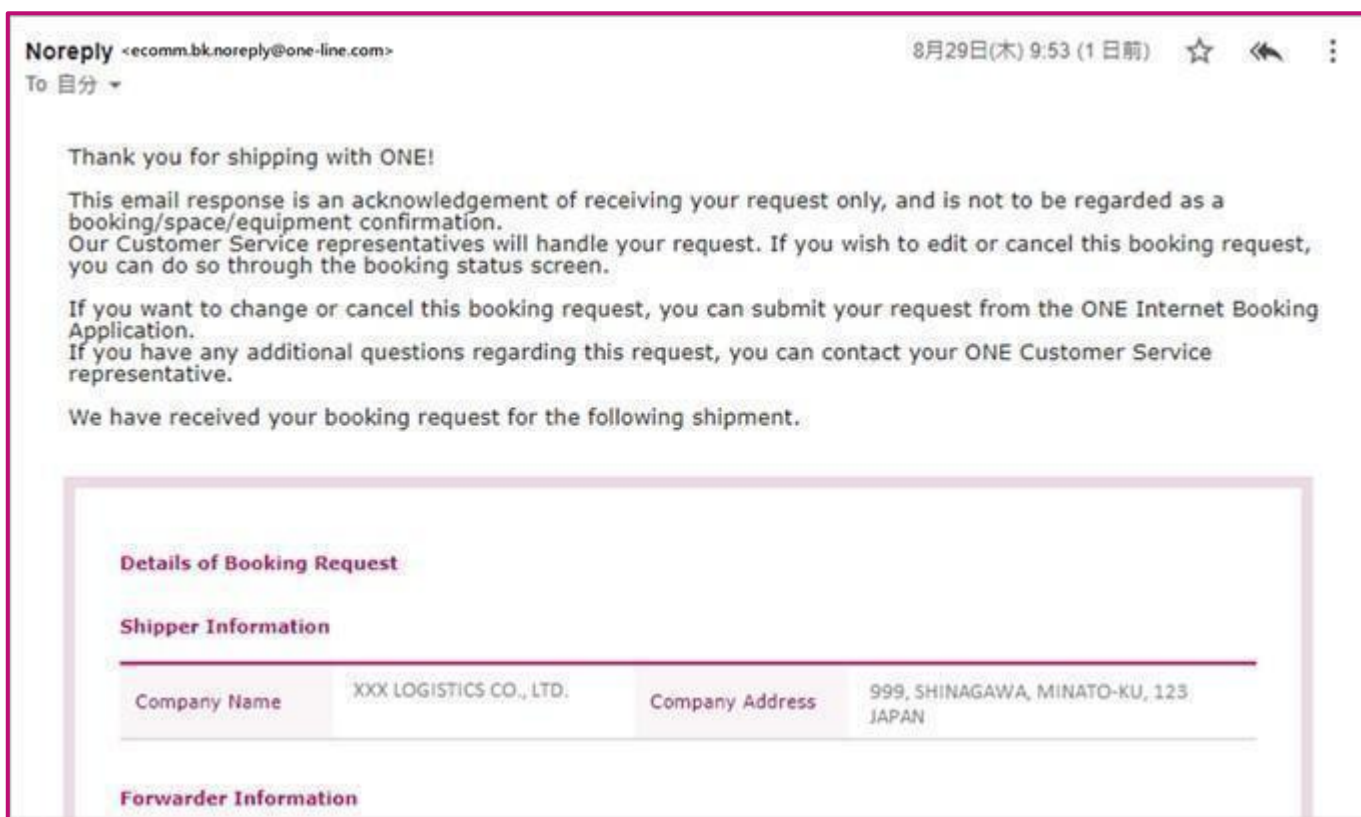 Noreply <ecomm.bk.noreply@one-line.com>
8月29日(木) 9:53 (1 日前)
To 自分
Thank you for shipping with ONE!
This email response is an acknowledgement of receiving your request only, and is not to be regarded as a
booking/space/equipment confirmation.
Our Customer Service representatives will handle your request. If you wish to edit or cancel this booking request,
you can do so through the booking status screen.
If you want to change or cancel this booking request, you can submit your request from the ONE Internet Booking
Application.
If you have any additional questions regarding this request, you can contact your ONE Customer Service
representative.
We have received your booking request for the following shipment.
Details of Booking Request
Shipper Information
Company Name
XXX LOGISTICS CO., LTD.
Company Address
999, SHINAGAWA, MINATO-KU, 123
JAPAN
Forwarder Information